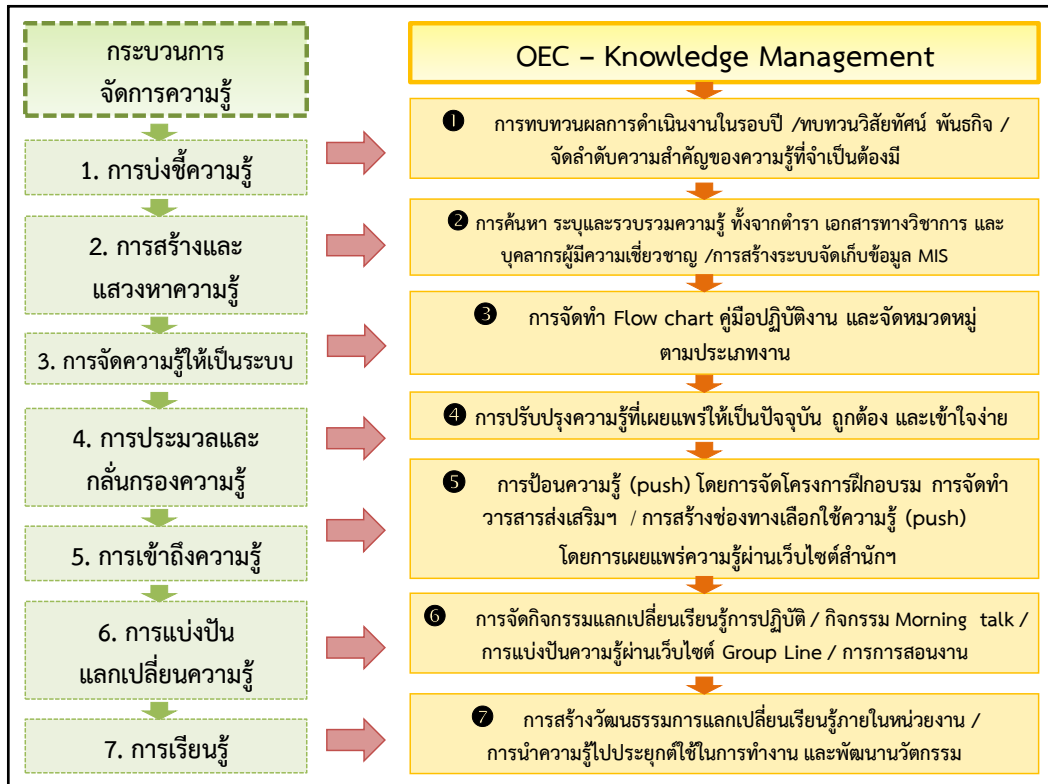 กระบวนการ
จัดการความรู้
1. การบ่งชี้ความรู้
2. การสร้างและ
แสวงหาความรู้
3. การจัดความรู้ให้เป็นระบบ
4. การประมวลและ
กลั่นกรองความรู้
5. การเข้าถึงความรู้
6. การแบ่งปัน
แลกเปลี่ยนความรู้
7. การเรียนรู้
OEC – Knowledge Management
❶ การทบทวนผลการดำเนินงานในรอบปี /ทบทวนวิสัยทัศน์ พันธกิจ /
จัดลำดับความสำคัญของความรู้ที่จำเป็นต้องมี
❷ การค้นหา ระบุและรวบรวมความรู้ ทั้งจากตำรา เอกสารทางวิชาการ และ
บุคลากรผู้มีความเชี่ยวชาญ /การสร้างระบบจัดเก็บข้อมูล MIS
❸ การจัดทำ Flow chart คู่มือปฏิบัติงาน และจัดหมวดหมู่
ตามประเภทงาน
❹ การปรับปรุงความรู้ที่เผยแพร่ให้เป็นปัจจุบัน ถูกต้อง และเข้าใจง่าย
❺ การป้อนความรู้ (push) โดยการจัดโครงการฝึกอบรม การจัดทำ
วารสารส่งเสริมฯ / การสร้างช่องทางเลือกใช้ความรู้ (push)
โดยการเผยแพร่ความรู้ผ่านเว็บไซต์สำนักฯ
❻ การจัดกิจกรรมแลกเปลี่ยนเรียนรู้การปฏิบัติ / กิจกรรม Morning talk /
การแบ่งปันความรู้ผ่านเว็บไซต์ Group Line / การการสอนงาน
❼ การสร้างวัฒนธรรมการแลกเปลี่ยนเรียนรู้ภายในหน่วยงาน /
การนำความรู้ไปประยุกต์ใช้ในการทำงาน และพัฒนานวัตกรรม